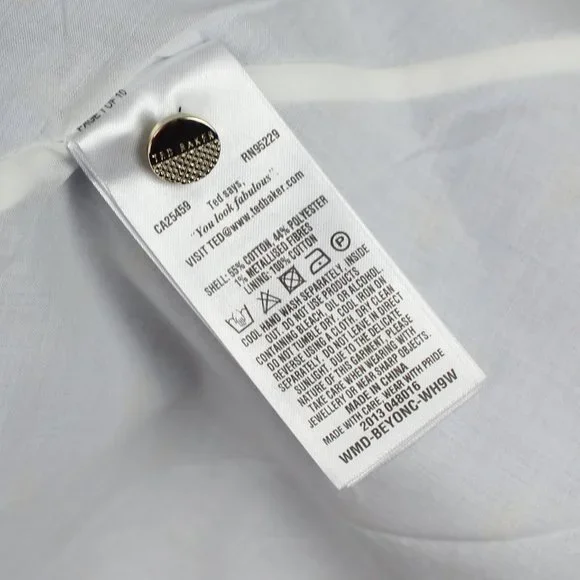 PAGE 1 OF 10
TED BAKER
CA25459
RN95229
Ted says,
"You look fabulous"
VISIT TED@www.tedbaker.com
SHELL: 55% COTTON, 44% POLYESTER
1% METALLISED FIBRES
LINING: 100% COTTON
P
COOL HAND WASH SEPARATELY, INSIDE
OUT. DO NOT USE PRODUCTS
CONTAINING BLEACH, OIL OR ALCOHOL.
DO NOT TUMBLE DRY. COOL IRON ON
REVERSE USING A CLOTH. DRY CLEAN
SEPARATELY. DO NOT LEAVE IN DIRECT
SUNLIGHT. DUE TO THE DELICATE
NATURE OF THIS GARMENT, PLEASE
TAKE CARE WHEN WEARING WITH
JEWELLERY OR NEAR SHARP OBJECTS.
MADE IN CHINA
MADE WITH CARE WEAR WITH PRIDE
2013 048016
WMD-BEYONC-WH9W